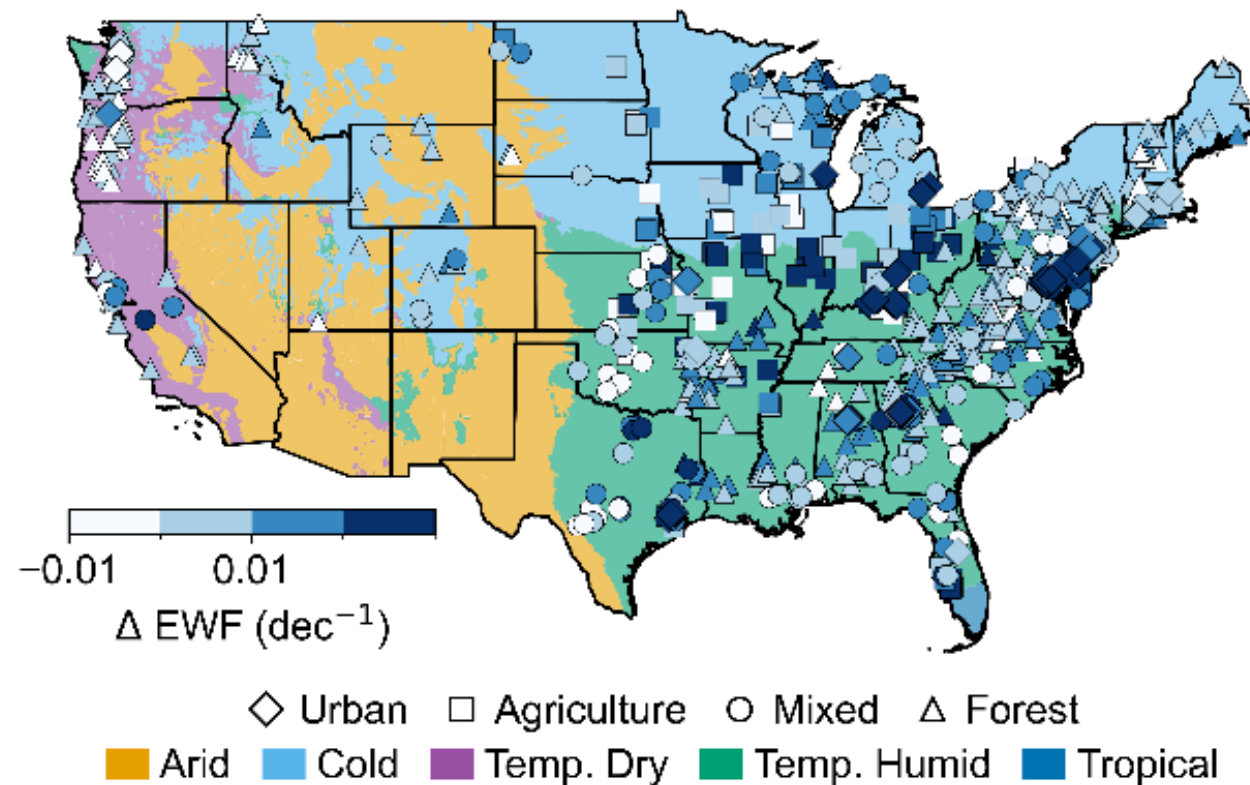 −0.01 0.01
Δ EWF (dec⁻¹)
Urban Agriculture Mixed Forest
Arid Cold Temp. Dry Temp. Humid Tropical